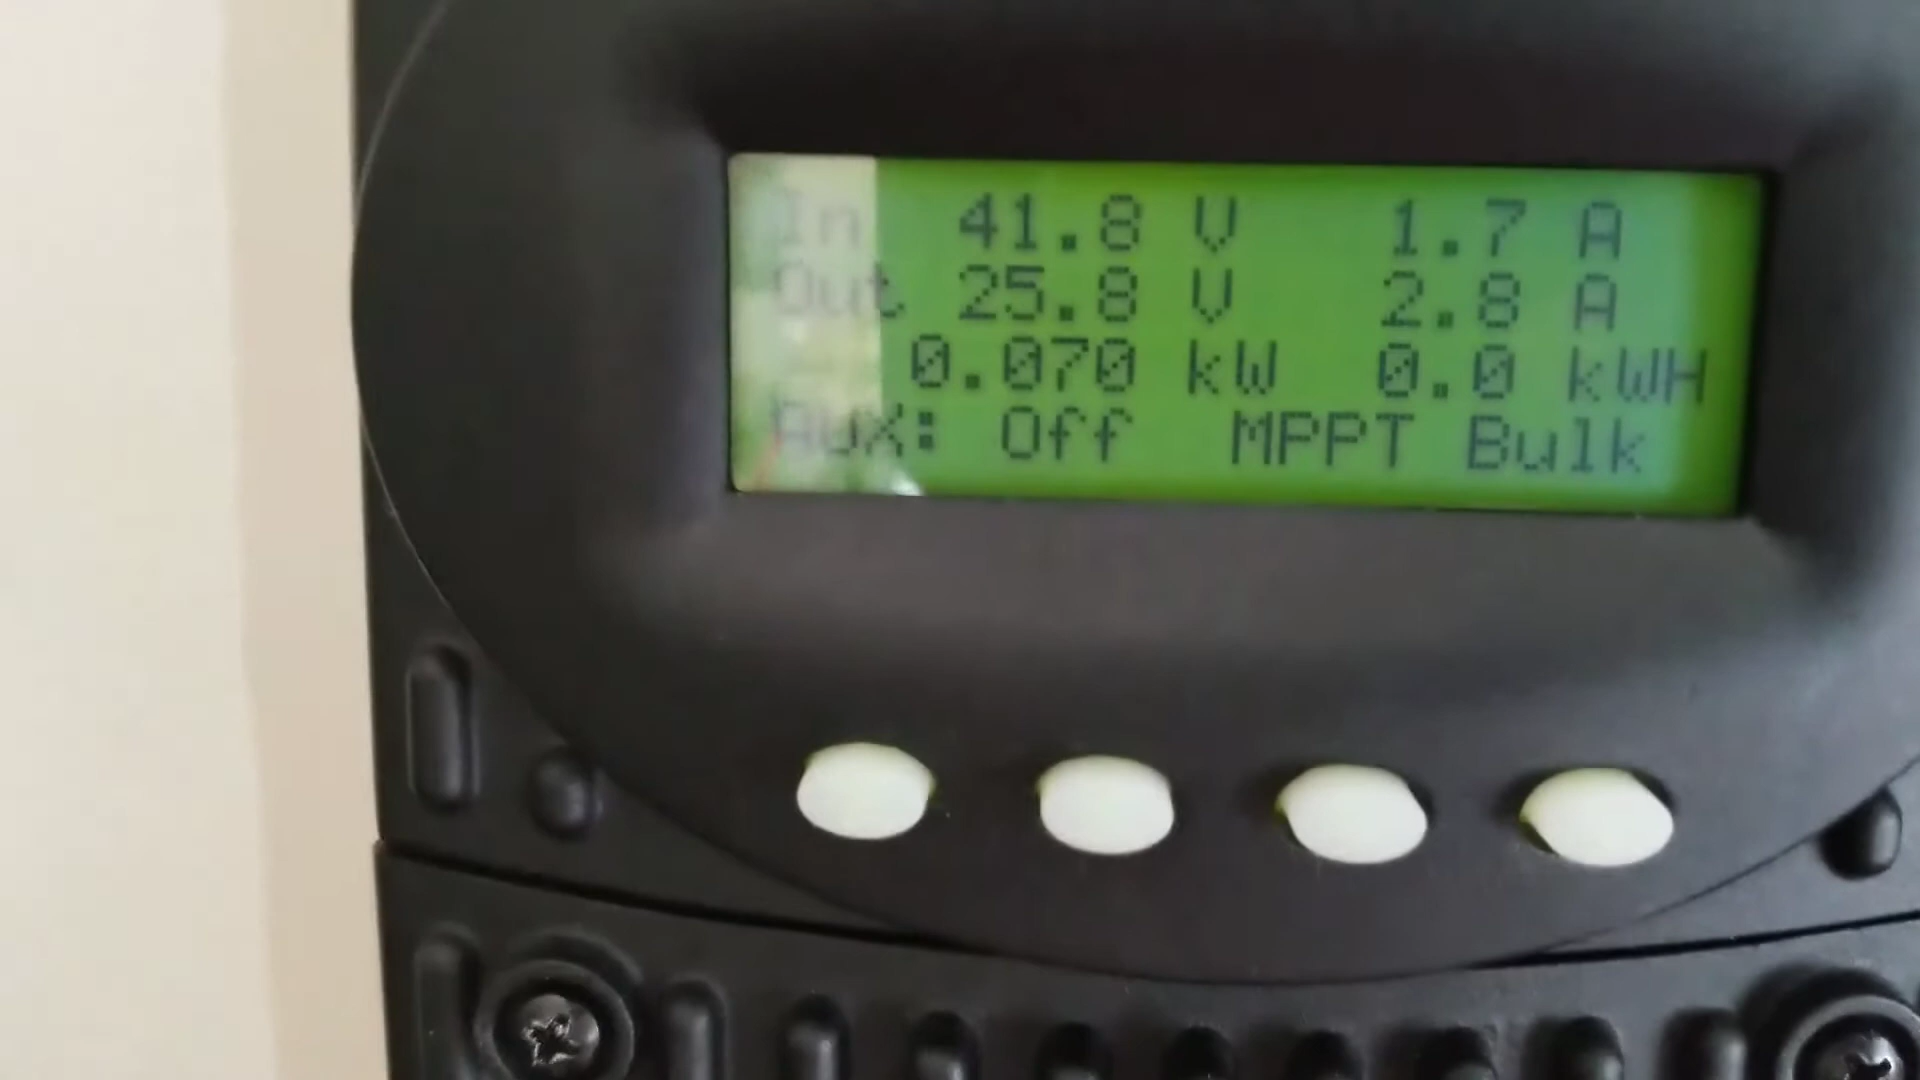 In 41.8 V 1.7 A
Out 25.8 V 2.8 A
0.070 kW 0.0 kWH
Aux: Off MPPT Bulk